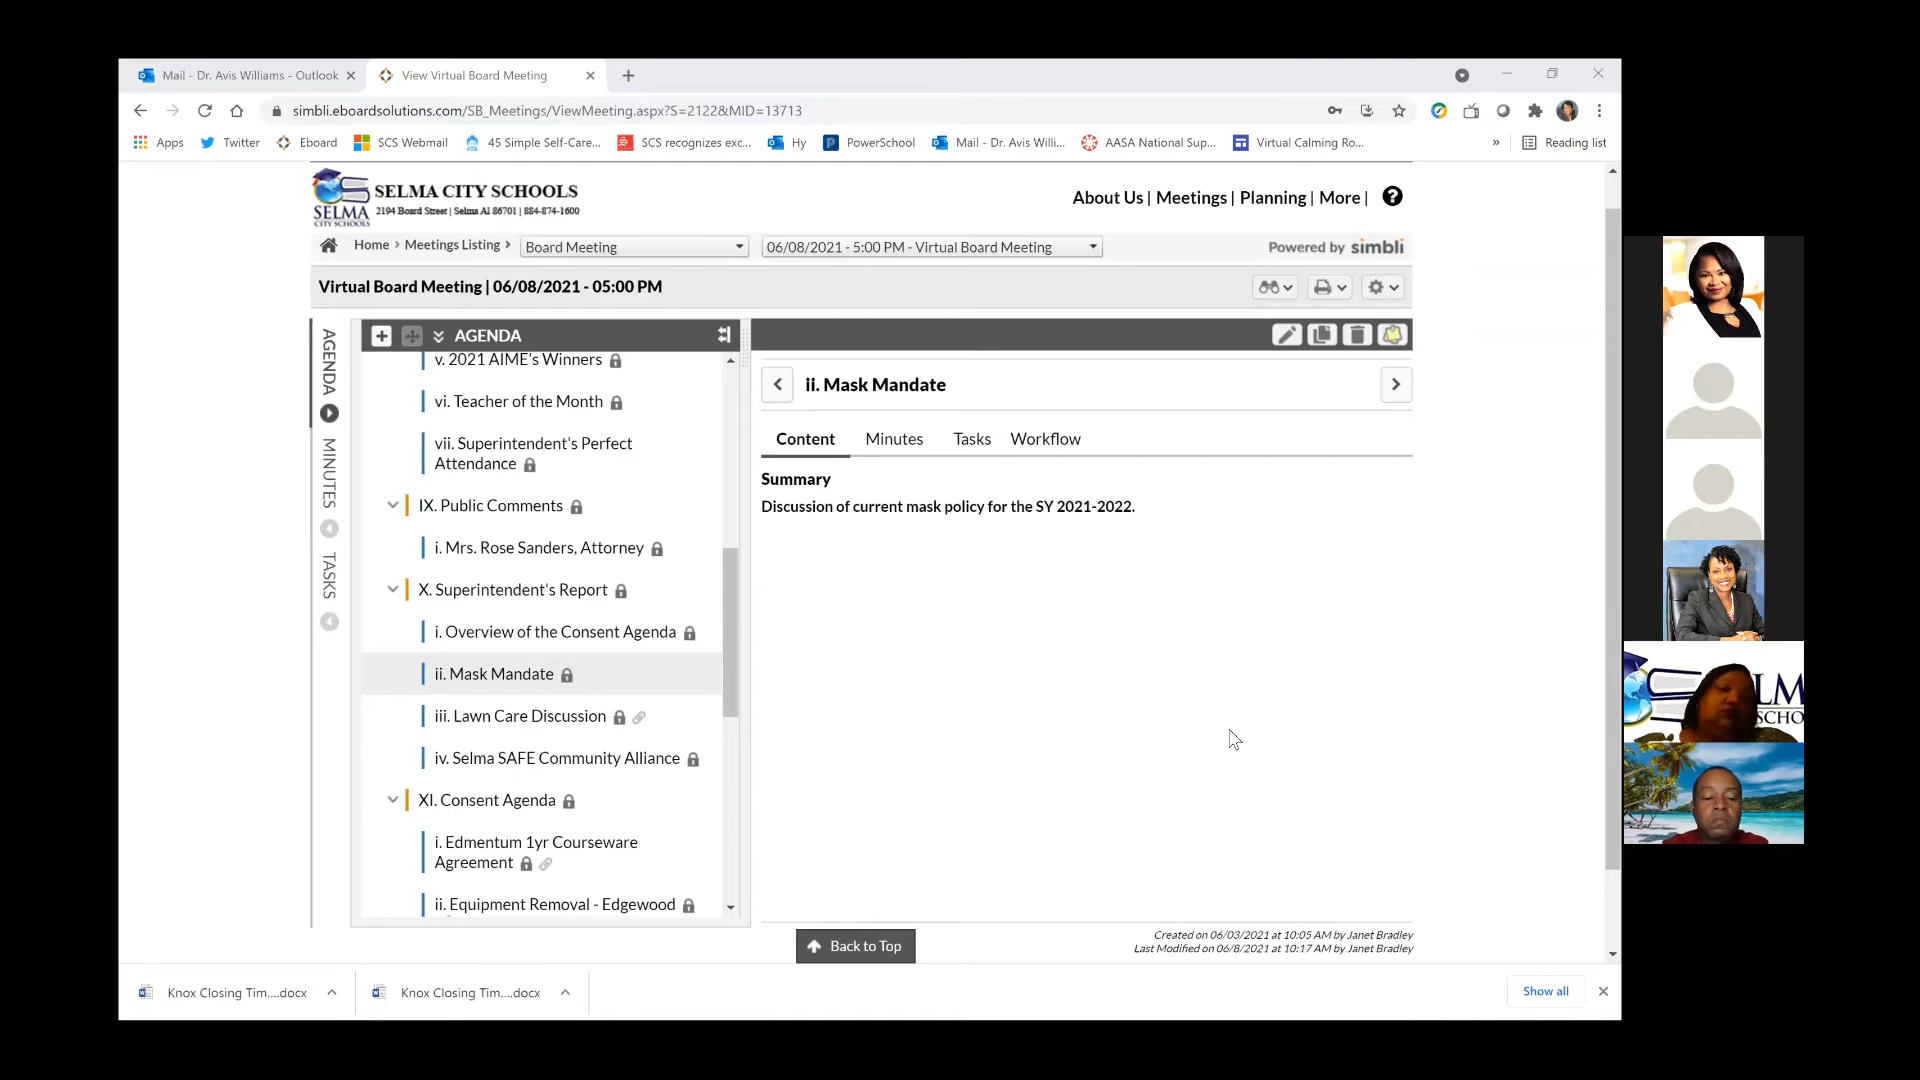 Mail - Dr. Avis Williams - Outlook
View Virtual Board Meeting
simbli.eboardsolutions.com/SB_Meetings/ViewMeeting.aspx?S=2122&MID=13713
Apps
Twitter
Eboard
SCS Webmail
45 Simple Self-Care...
SCS recognizes exc...
Hy
PowerSchool
Mail - Dr. Avis Willi...
AASA National Sup...
Virtual Calming Ro...
»
Reading list
SELMA CITY SCHOOLS
2194 Board Street | Selma Al 86701 | 884-874-1600
SELMA
CITY SCHOOLS
About Us | Meetings | Planning | More |
Home > Meetings Listing >
Board Meeting
06/08/2021 - 5:00 PM - Virtual Board Meeting
Powered by simbli
Virtual Board Meeting | 06/08/2021 - 05:00 PM
AGENDA
MINUTES
TASKS
AGENDA
v. 2021 AIME's Winners
vi. Teacher of the Month
vii. Superintendent's Perfect
Attendance
IX. Public Comments
i. Mrs. Rose Sanders, Attorney
X. Superintendent's Report
i. Overview of the Consent Agenda
ii. Mask Mandate
iii. Lawn Care Discussion
iv. Selma SAFE Community Alliance
XI. Consent Agenda
i. Edmentum 1yr Courseware
Agreement
ii. Equipment Removal - Edgewood
ii. Mask Mandate
Content Minutes Tasks Workflow
Summary
Discussion of current mask policy for the SY 2021-2022.
Created on 06/03/2021 at 10:05 AM by Janet Bradley
Last Modified on 06/8/2021 at 10:17 AM by Janet Bradley
Back to Top
Knox Closing Tim....docx
Knox Closing Tim....docx
Show all
LM
SCHO